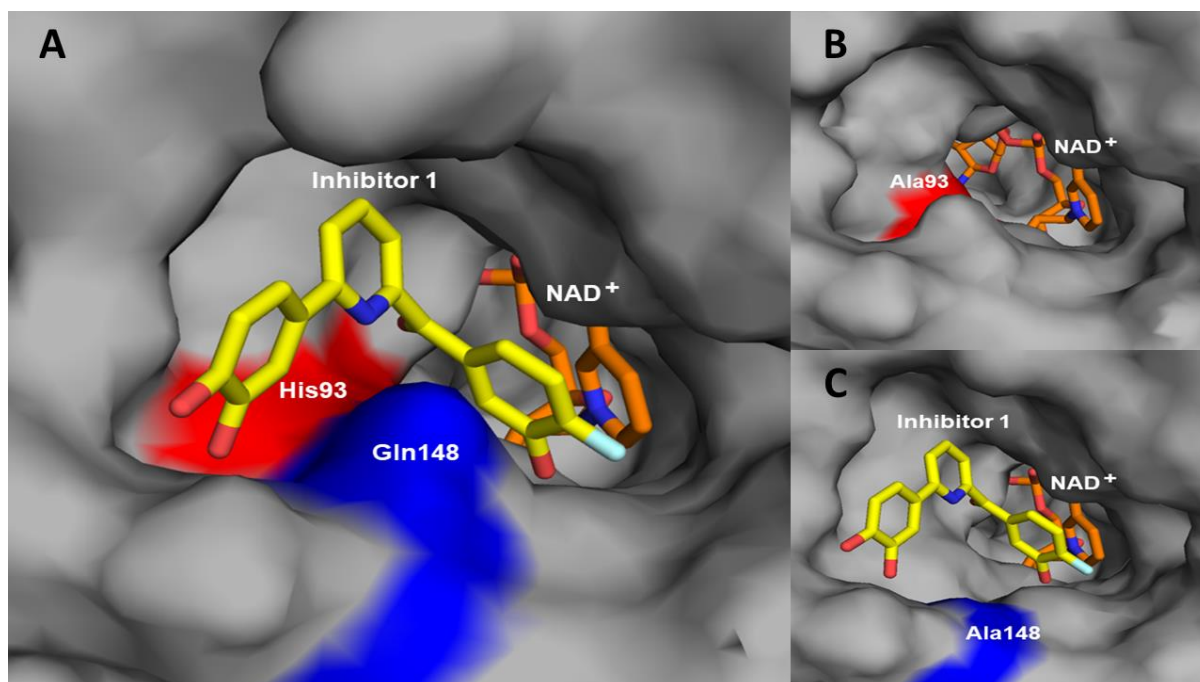 A
Inhibitor 1
NAD+
His93
Gln148
B
NAD+
Ala93
C
Inhibitor 1
NAD+
Ala148